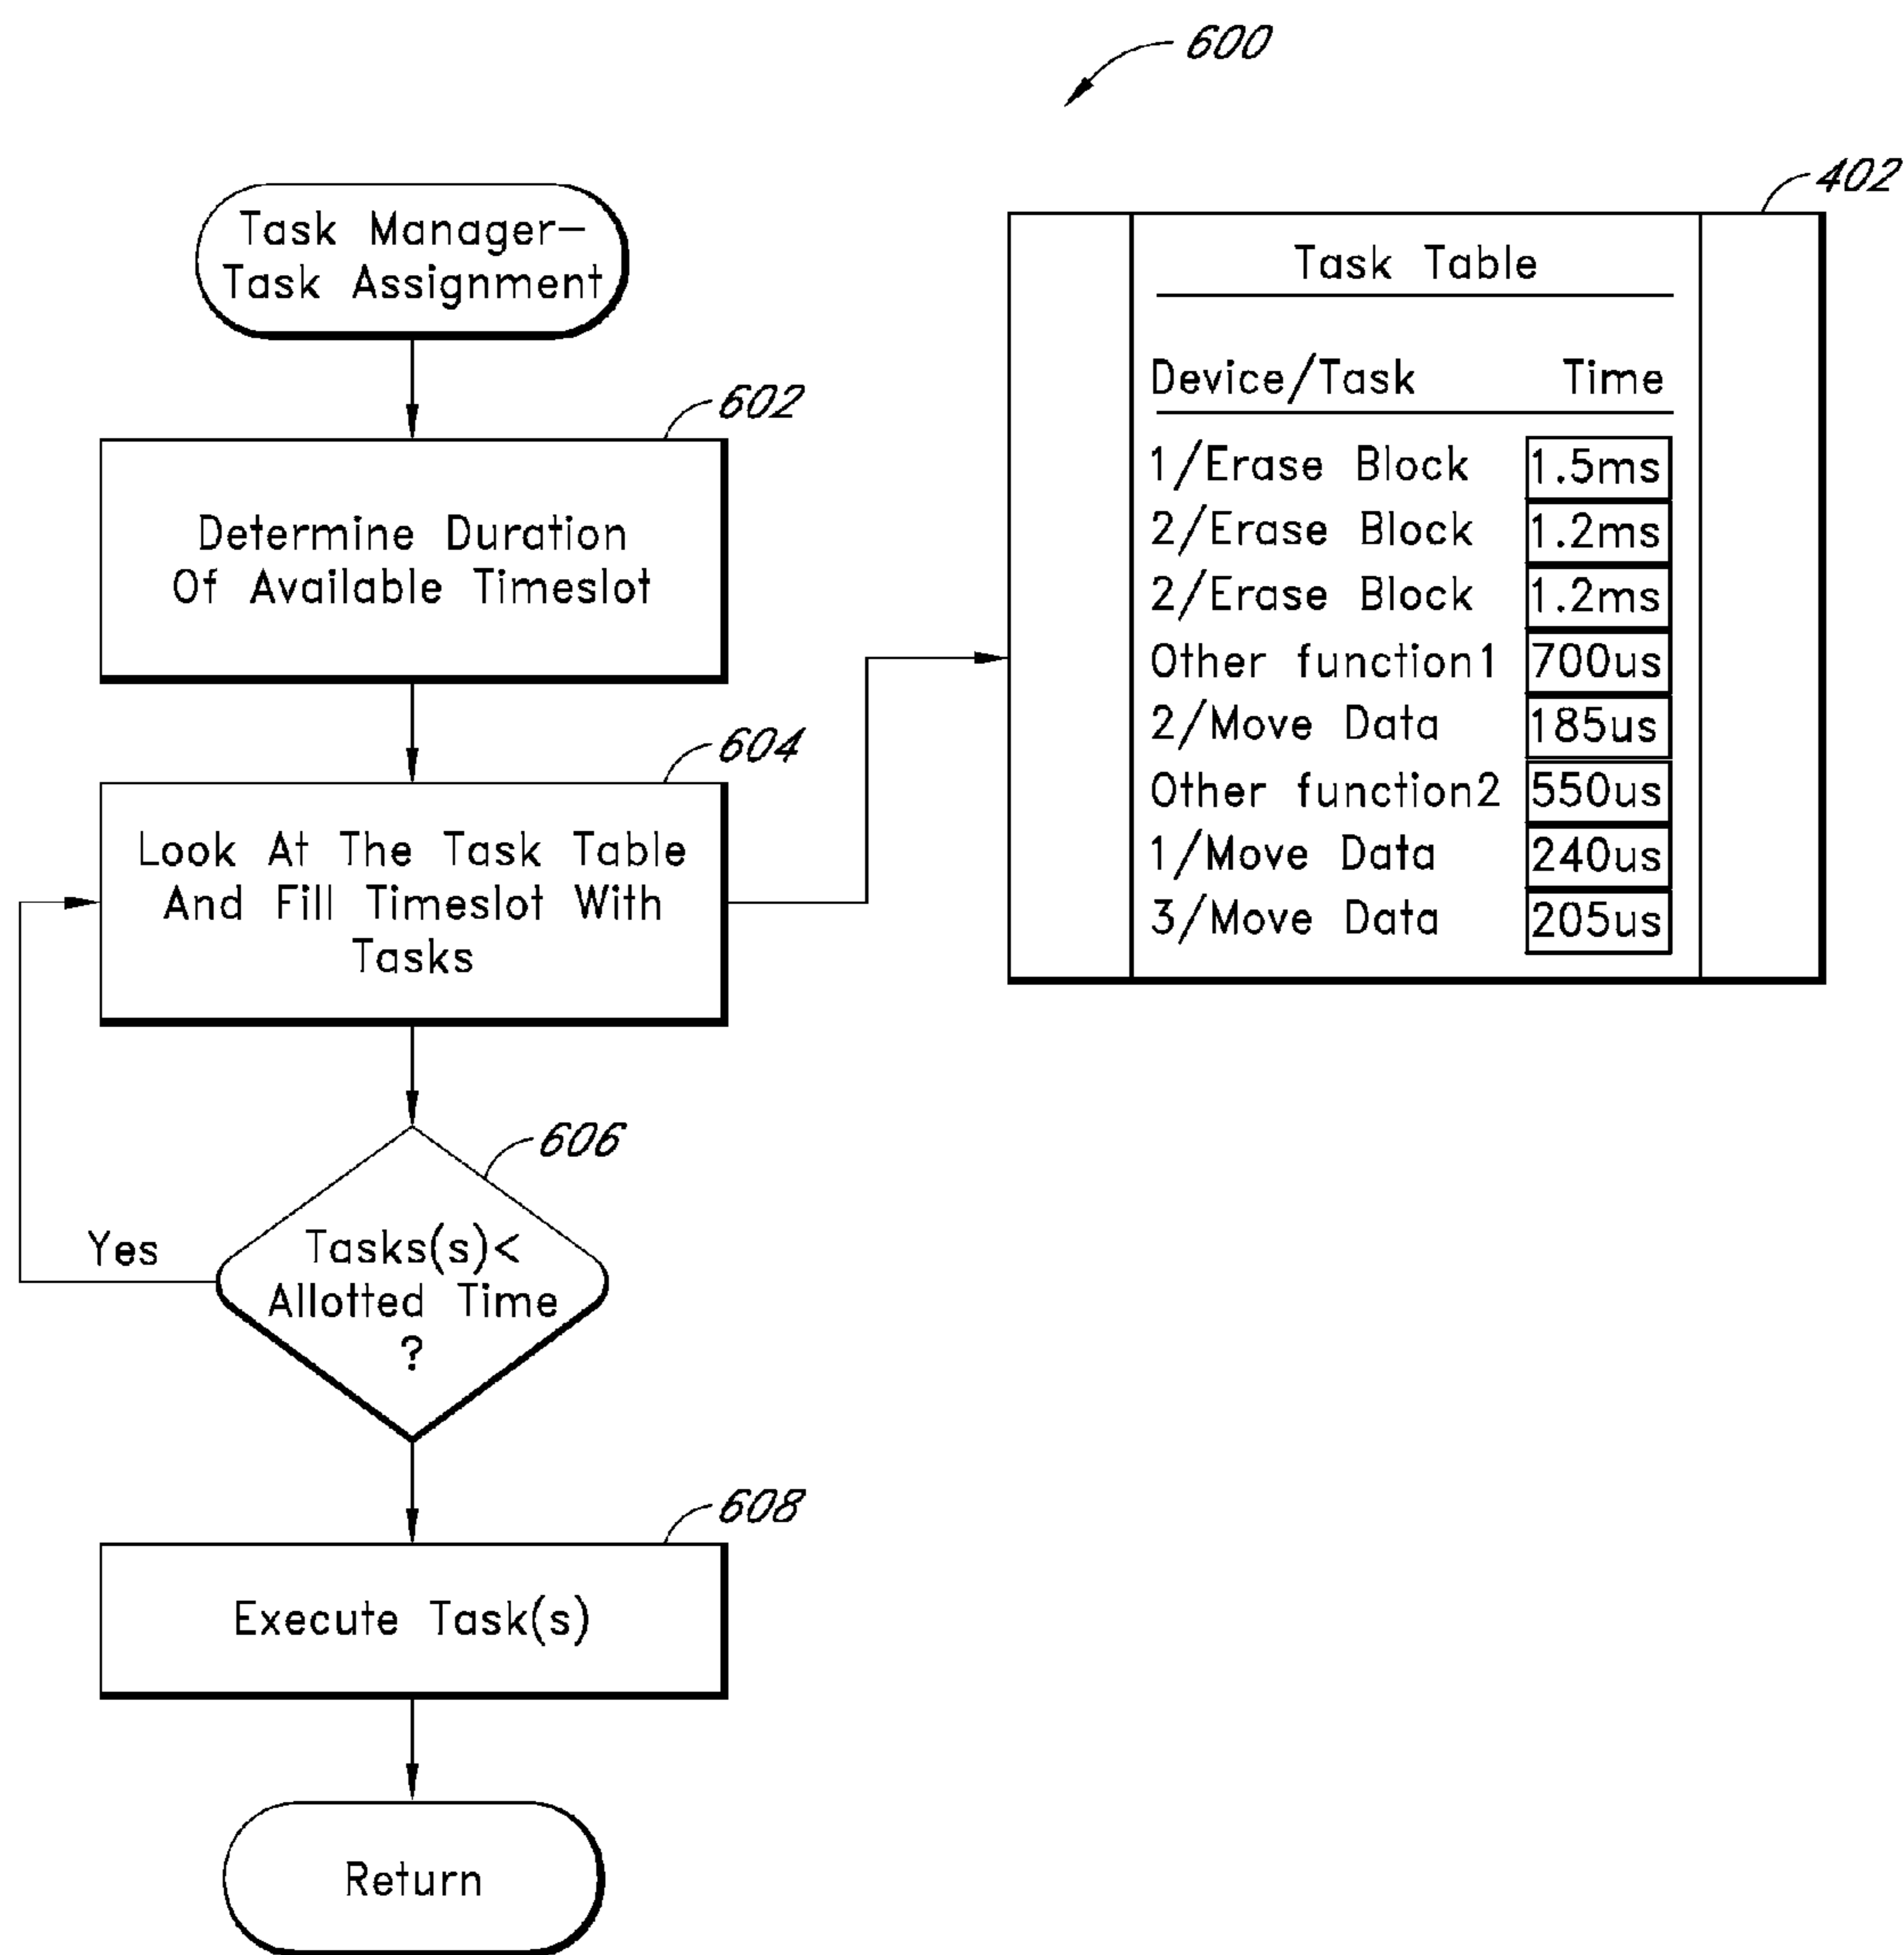 600
Task Manager-
Task Assignment
602
Determine Duration
Of Available Timeslot
604
Look At The Task Table
And Fill Timeslot With
Tasks
606
Yes
Tasks(s)<
Allotted Time
?
608
Execute Task(s)
Return
402
Task Table
Device/Task Time
1/Erase Block 1.5ms
2/Erase Block 1.2ms
2/Erase Block 1.2ms
Other function1 700us
2/Move Data 185us
Other function2 550us
1/Move Data 240us
3/Move Data 205us